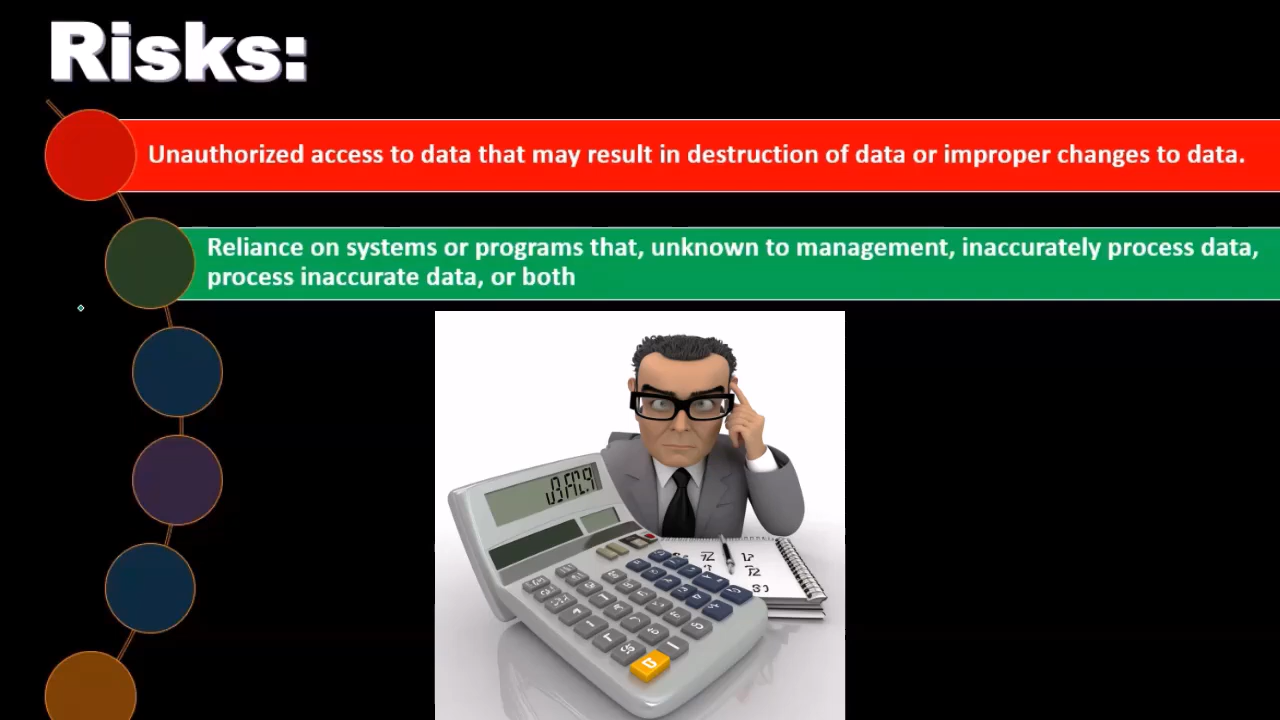 Risks:
Unauthorized access to data that may result in destruction of data or improper changes to data.
Reliance on systems or programs that, unknown to management, inaccurately process data,
process inaccurate data, or both